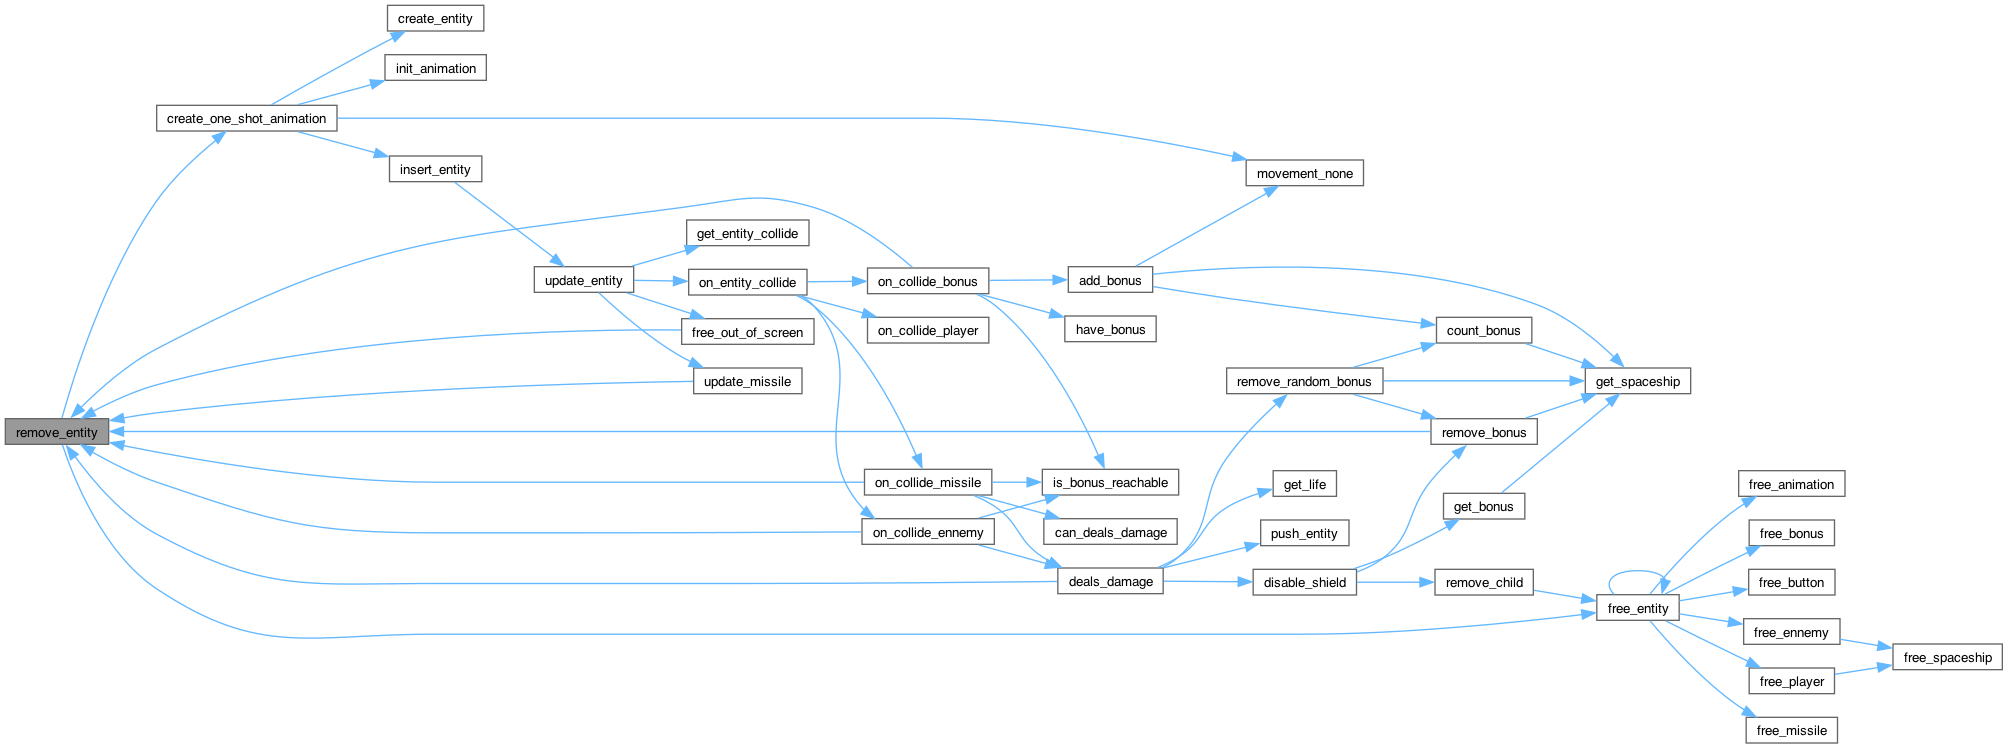 create_entity
init_animation
create_one_shot_animation
insert_entity
movement_none
get_entity_collide
update_entity
on_entity_collide
on_collide_bonus
add_bonus
free_out_of_screen
on_collide_player
have_bonus
count_bonus
update_missile
remove_random_bonus
get_spaceship
remove_entity
remove_bonus
on_collide_missile
is_bonus_reachable
get_life
free_animation
get_bonus
on_collide_ennemy
can_deals_damage
push_entity
free_bonus
deals_damage
disable_shield
remove_child
free_button
free_entity
free_ennemy
free_spaceship
free_player
free_missile